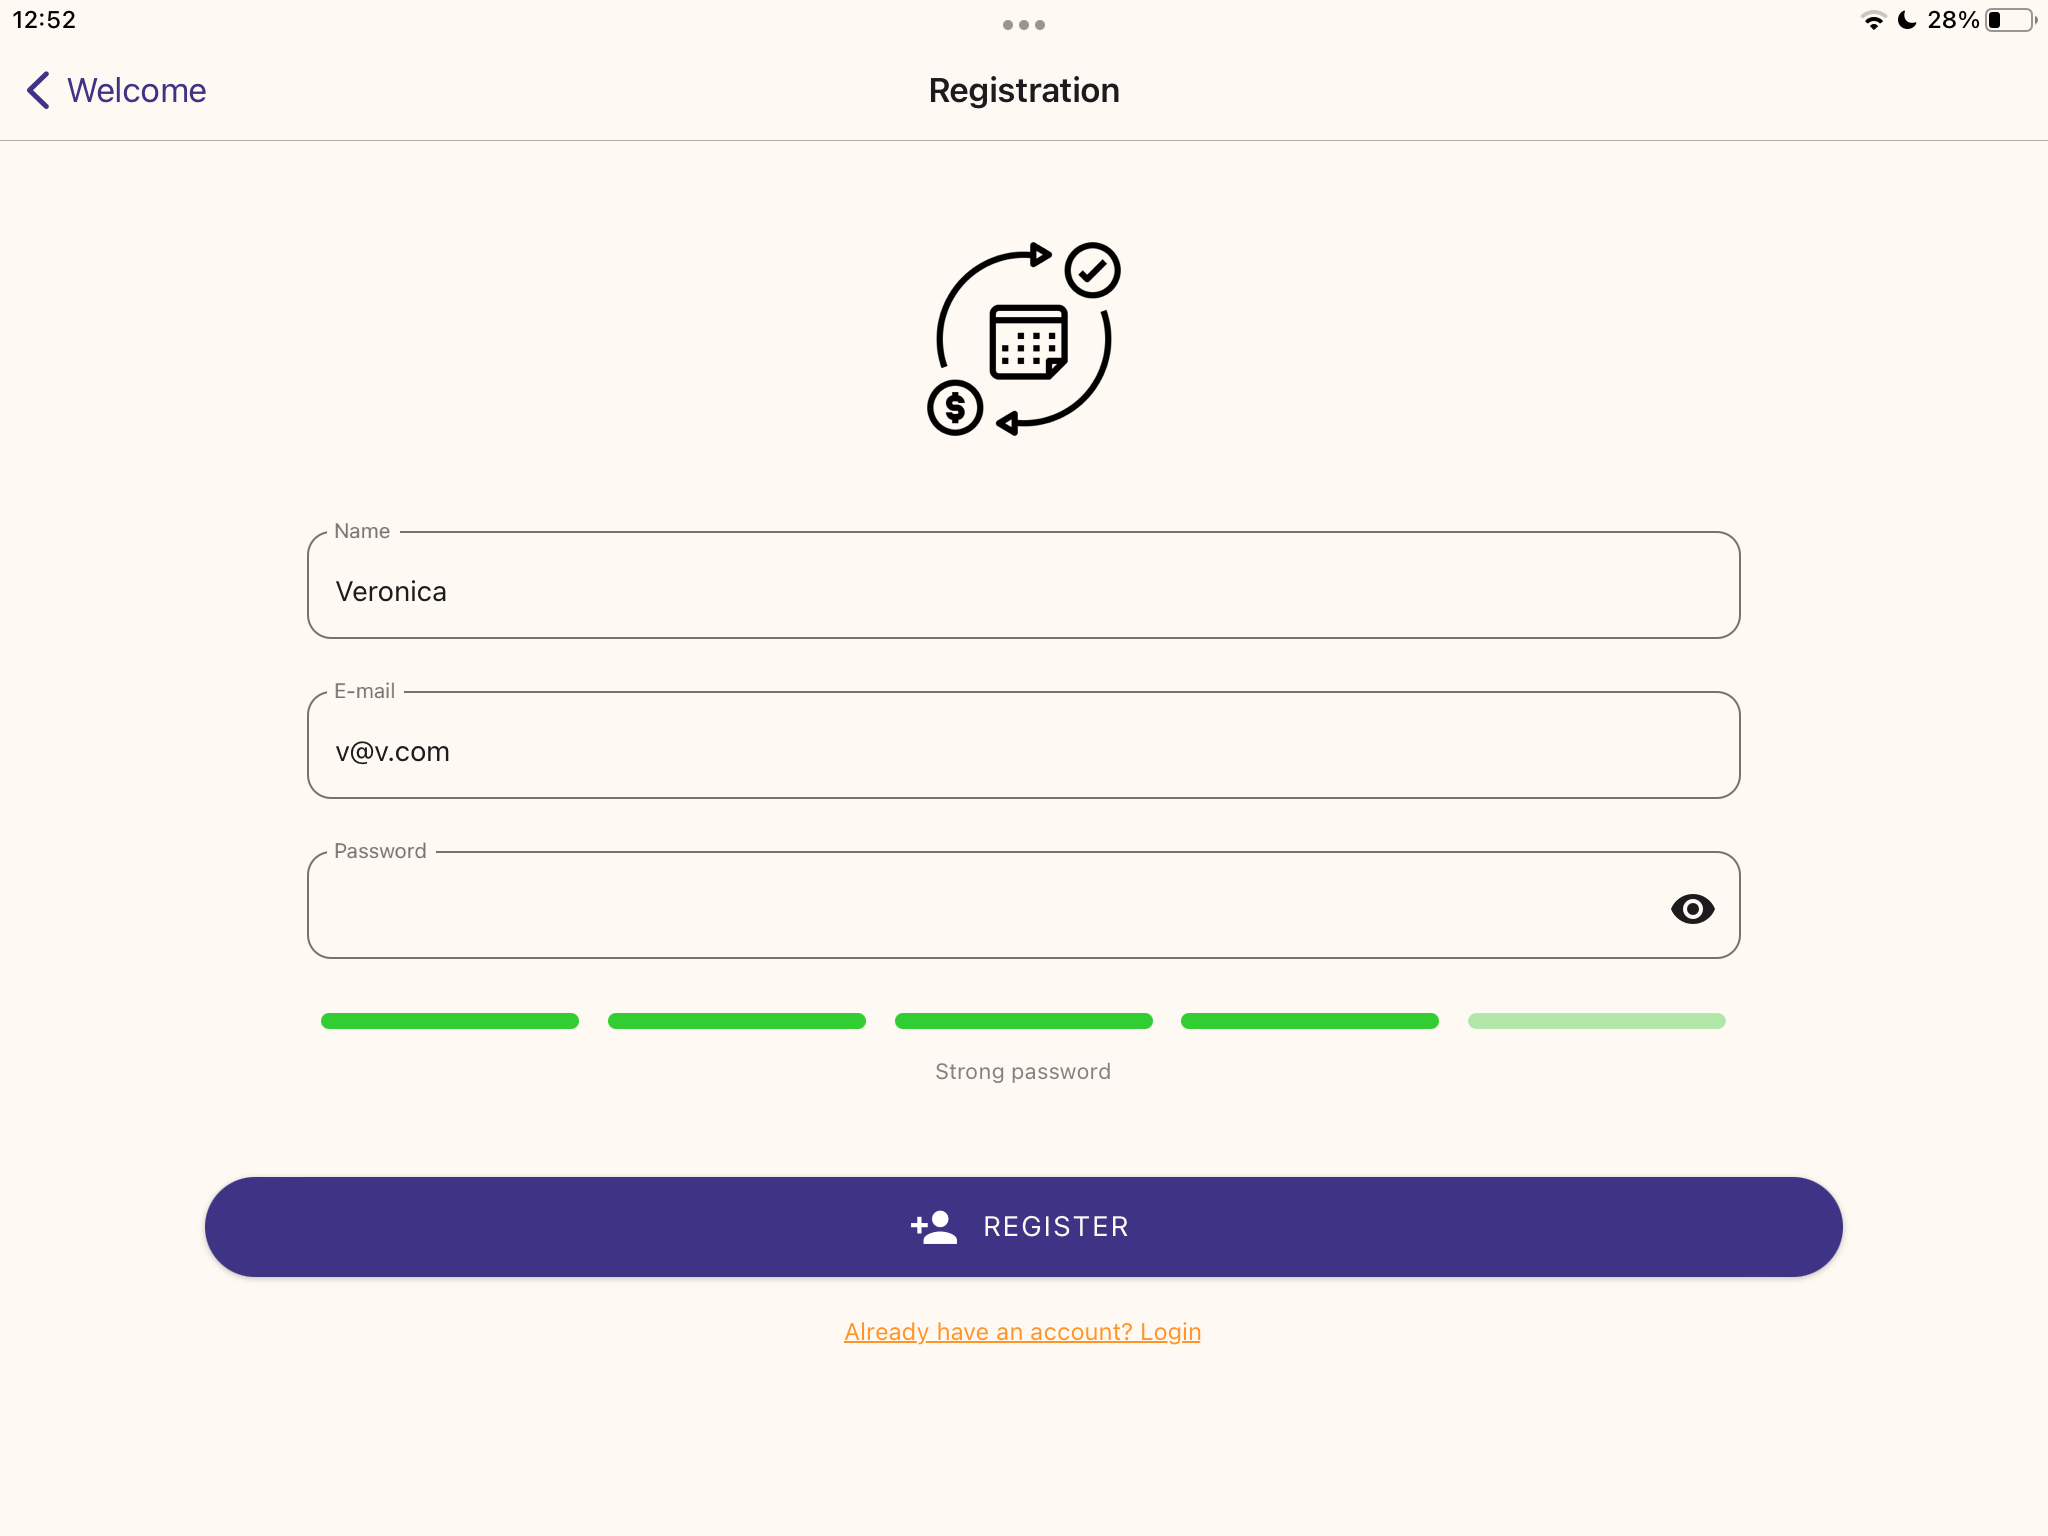 12:52
28%
Welcome
Registration
$
Name
Veronica
E-mail
v@v.com
Password
Strong password
REGISTER
Already have an account? Login